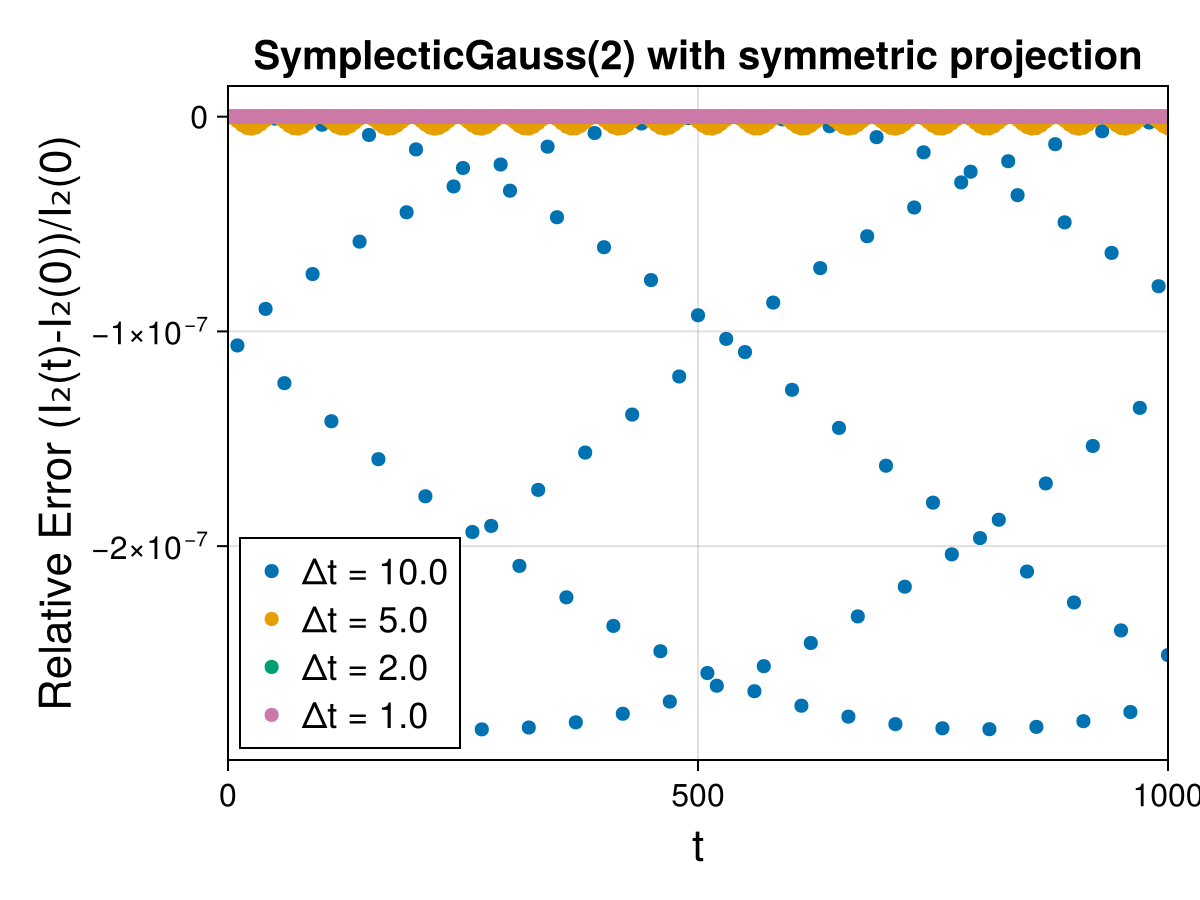 SymplecticGauss(2) with symmetric projection
Relative Error (I₂(t)-I₂(0))/I₂(0)
0
−1×10⁻⁷
−2×10⁻⁷
Δt = 10.0
Δt = 5.0
Δt = 2.0
Δt = 1.0
0
500
1000
t